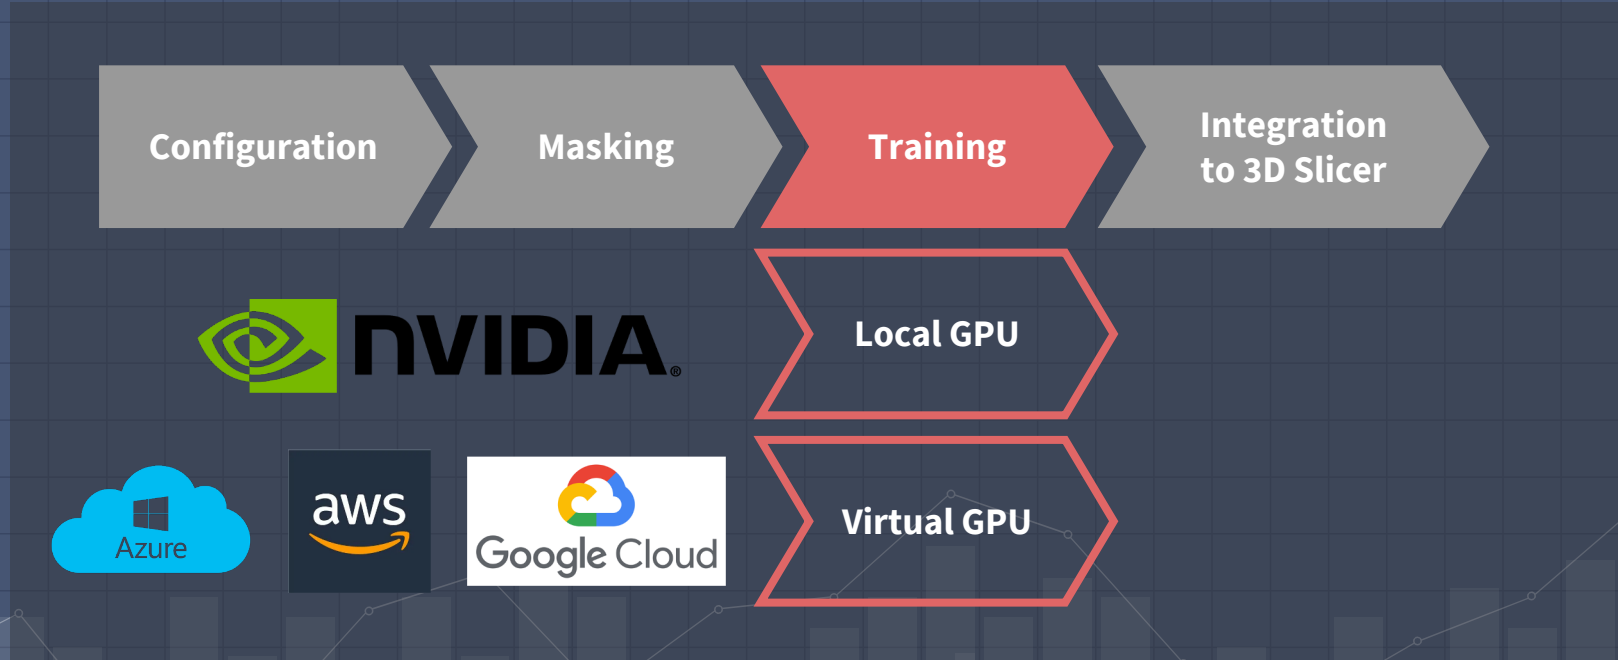 Configuration
Masking
Training
Integration
to 3D Slicer
NVIDIA®
Local GPU
Azure
aws
Google Cloud
Virtual GPU